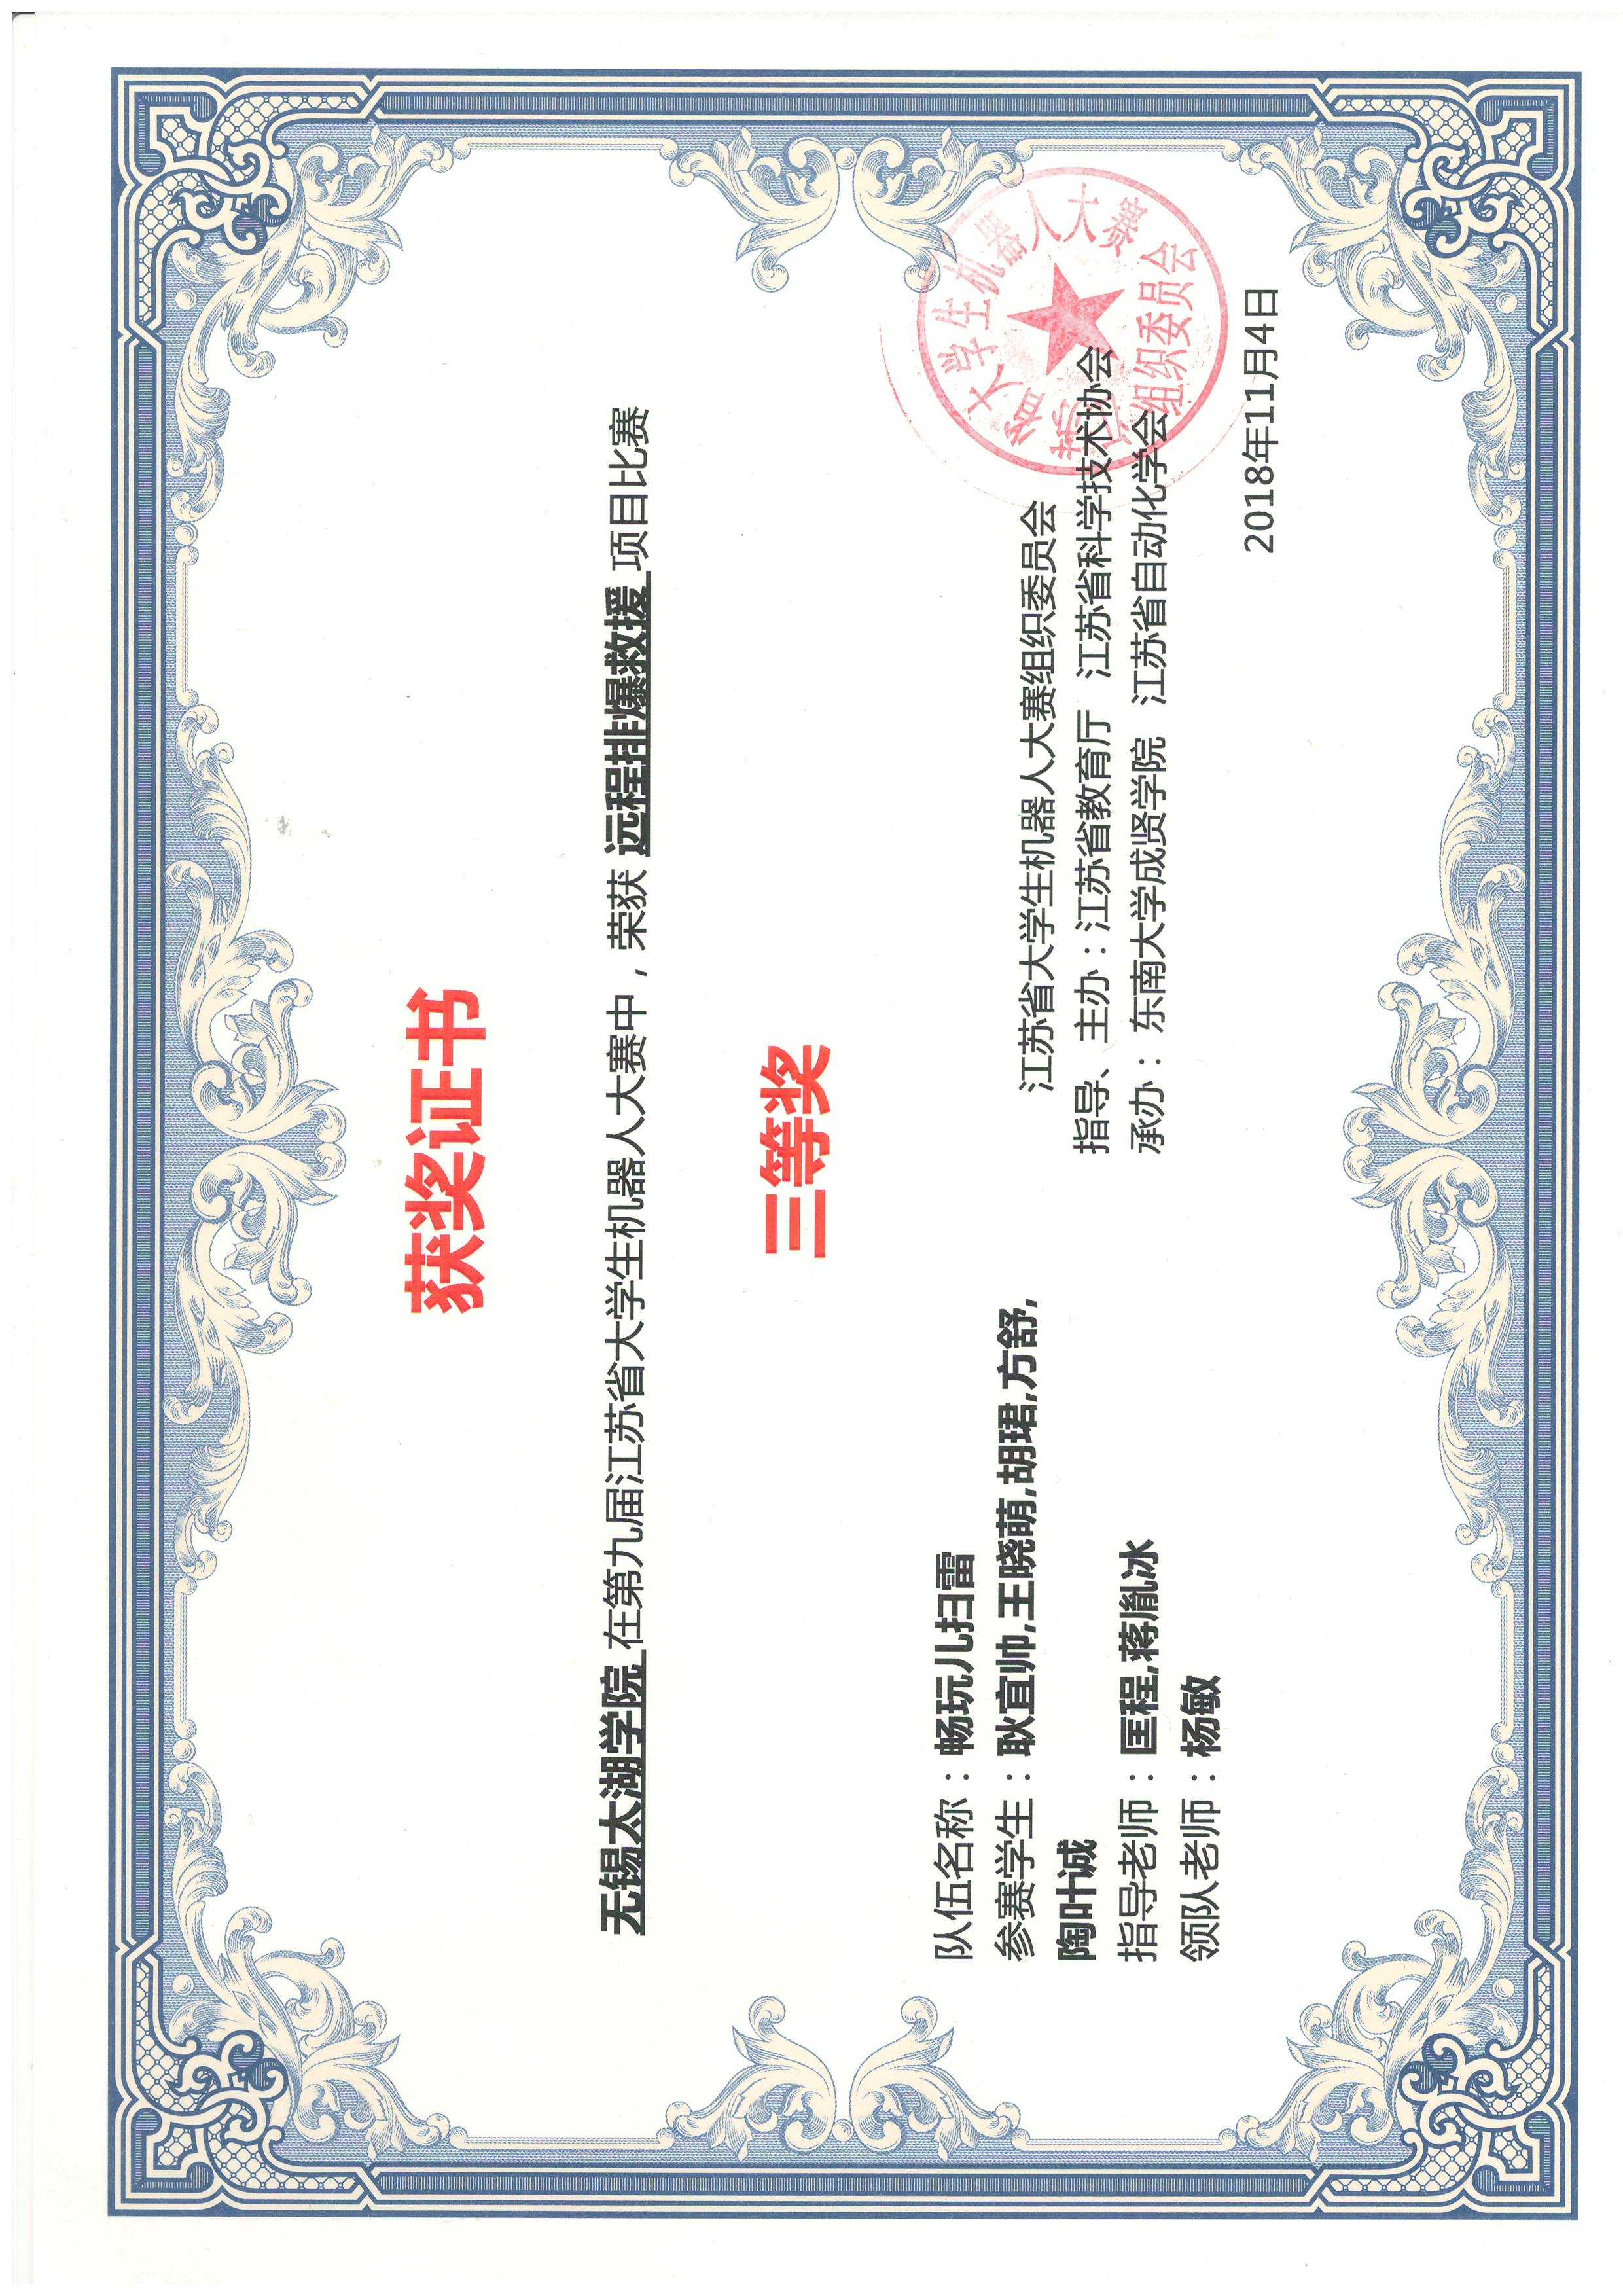 获奖证书
无锡太湖学院 在第九届江苏省大学生机器人大赛中，荣获 远程排爆救援 项目比赛
三等奖
队伍名称：畅玩儿扫雷
参赛学生：耿宜帅,王晓萌,胡珺,方舒,
陶叶诚
指导老师：匡程,蒋胤冰
领队老师：杨敏
江苏省大学生机器人大赛组织委员会
指导、主办：江苏省教育厅 江苏省科学技术协会
承办： 东南大学成贤学院 江苏省自动化学会
江苏省大学生机器人大赛
组织委员会
2018年11月4日